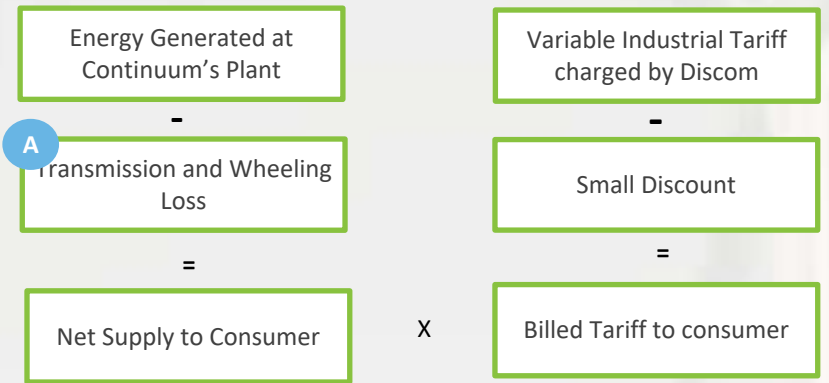 Energy Generated at
Continuum's Plant
-
A
Transmission and Wheeling
Loss
=
Net Supply to Consumer
X
Variable Industrial Tariff
charged by Discom
-
Small Discount
=
Billed Tariff to consumer